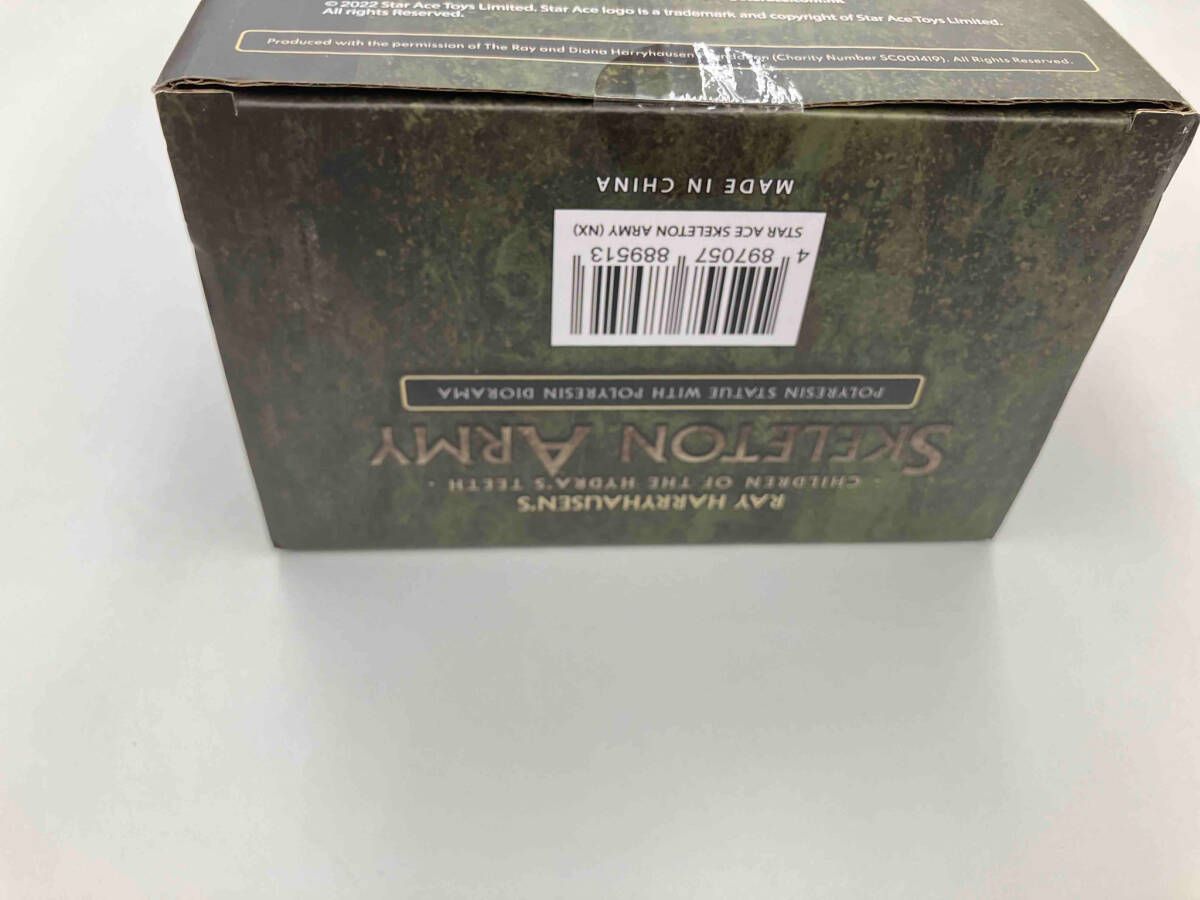 © 2022 Star Ace Toys Limited. Star Ace logo is a trademark and copyright of Star Ace Toys Limited.
All rights Reserved.
Produced with the permission of The Ray and Diana Harryhausen (Charity Number SC001419). All Rights Reserved.
RAY HARRYHAUSEN'S
· CHILDREN OF THE HYDRA'S TEETH ·
SKELETON ARMY
POLYRESIN STATUE WITH POLYRESIN DIORAMA
4 897057 889513
STAR ACE SKELETON ARMY (NX)
MADE IN CHINA